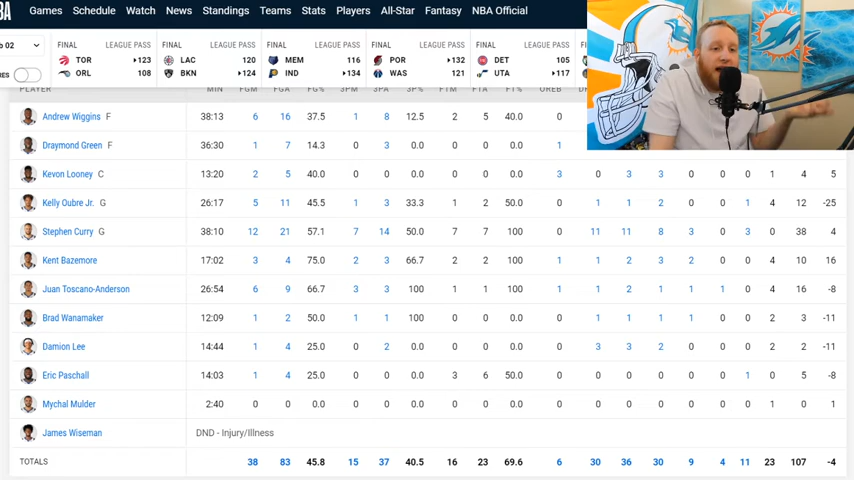 BA Games Schedule Watch News Standings Teams Stats Players All-Star Fantasy NBA Official
b 02 FINAL LEAGUE PASS FINAL LEAGUE PASS FINAL LEAGUE PASS FINAL LEAGUE PASS FINAL LEAGUE PASS
TOR 123 LAC 120 MEM 116 POR 132 DET 105
RES ORL 108 BKN 124 IND 134 WAS 121 UTA 117
PLAYER MIN FGM FGA FG% 3PM 3PA 3P% FTM FTA FT% OREB
Andrew Wiggins F 38:13 6 16 37.5 1 8 12.5 2 5 40.0 0
Draymond Green F 36:30 1 7 14.3 0 3 0.0 0 0 0.0 1
Kevon Looney C 13:20 2 5 40.0 0 0 0.0 0 0 0.0 3 0 3 3 0 0 0 1 4 5
Kelly Oubre Jr. G 26:17 5 11 45.5 1 3 33.3 1 2 50.0 0 1 1 2 0 0 1 4 12 -25
Stephen Curry G 38:10 12 21 57.1 7 14 50.0 7 7 100 0 11 11 8 3 0 3 0 38 4
Kent Bazemore 17:02 3 4 75.0 2 3 66.7 2 2 100 1 1 2 3 2 0 0 4 10 16
Juan Toscano-Anderson 26:54 6 9 66.7 3 3 100 1 1 100 1 1 2 1 1 1 0 4 16 -8
Brad Wanamaker 12:09 1 2 50.0 1 1 100 0 0 0.0 0 1 1 1 1 0 0 2 3 -11
Damion Lee 14:44 1 4 25.0 0 2 0.0 0 0 0.0 0 3 3 2 0 0 0 2 2 -11
Eric Paschall 14:03 1 4 25.0 0 0 0.0 3 6 50.0 0 0 0 0 0 0 1 0 5 -8
Mychal Mulder 2:40 0 0 0.0 0 0 0.0 0 0 0.0 0 0 0 0 0 0 0 1 0 1
James Wiseman DND - Injury/Illness
TOTALS 38 83 45.8 15 37 40.5 16 23 69.6 6 30 36 30 9 4 11 23 107 -4